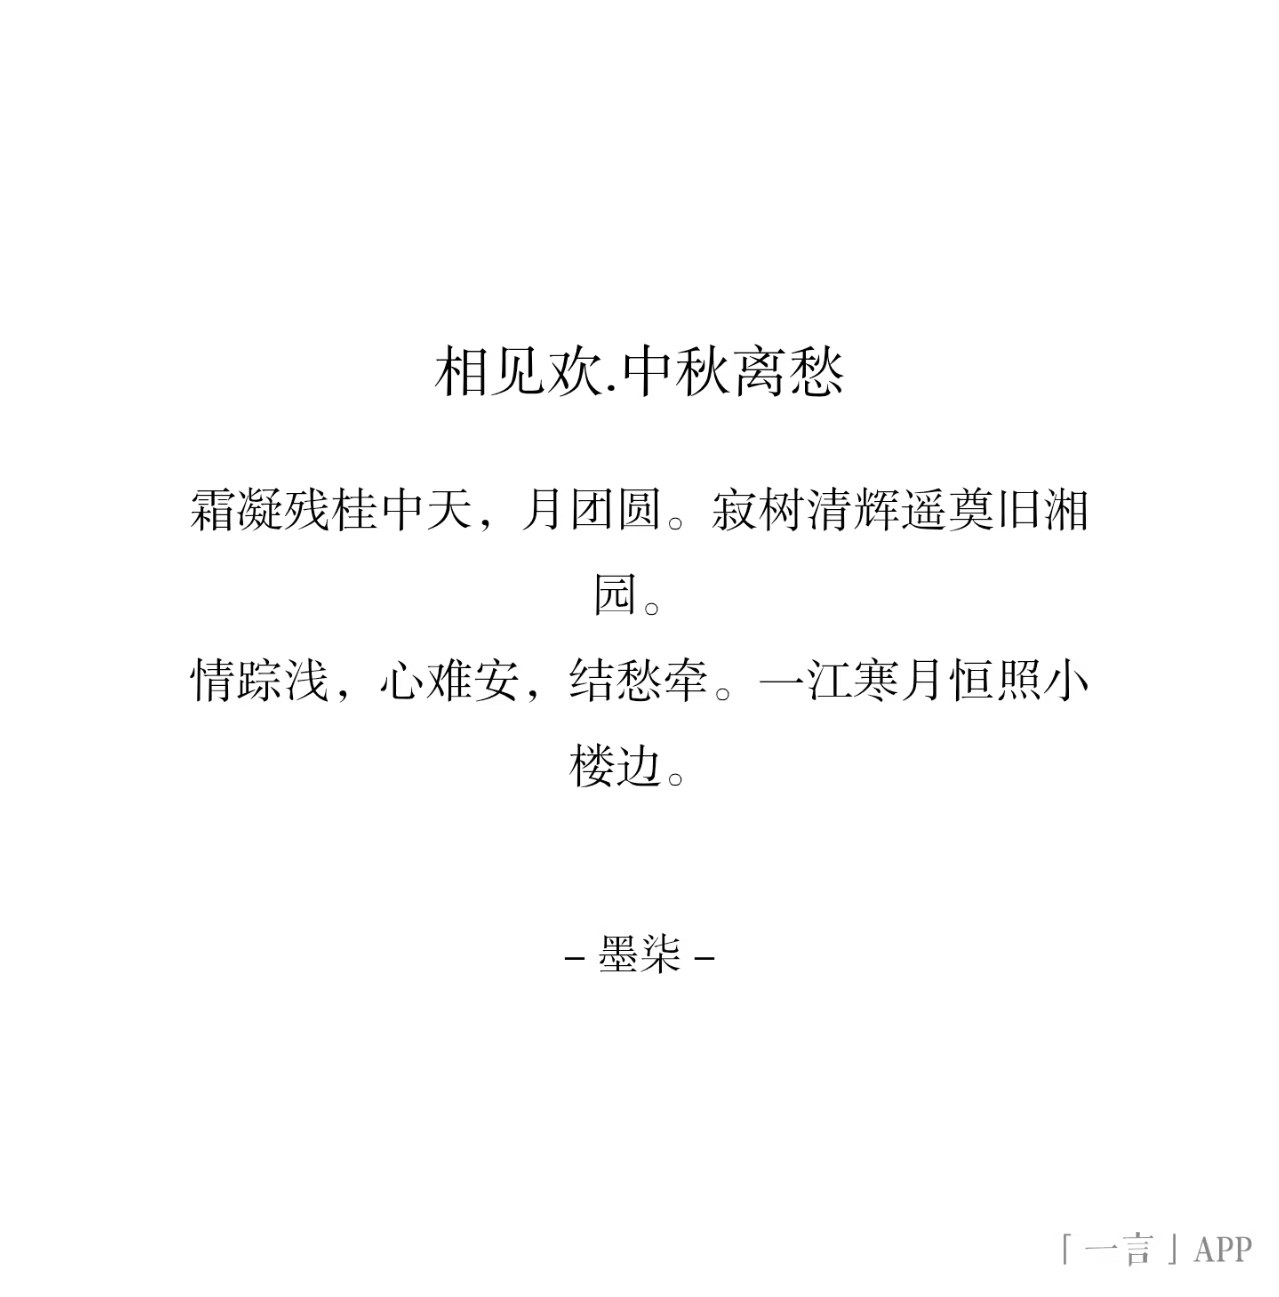 相见欢.中秋离愁
霜凝残桂中天，月团圆。寂树清辉遥奠旧湘
园。
情踪浅，心难安，结愁牵。一江寒月恒照小
楼边。
– 墨柒 –
「一言」APP